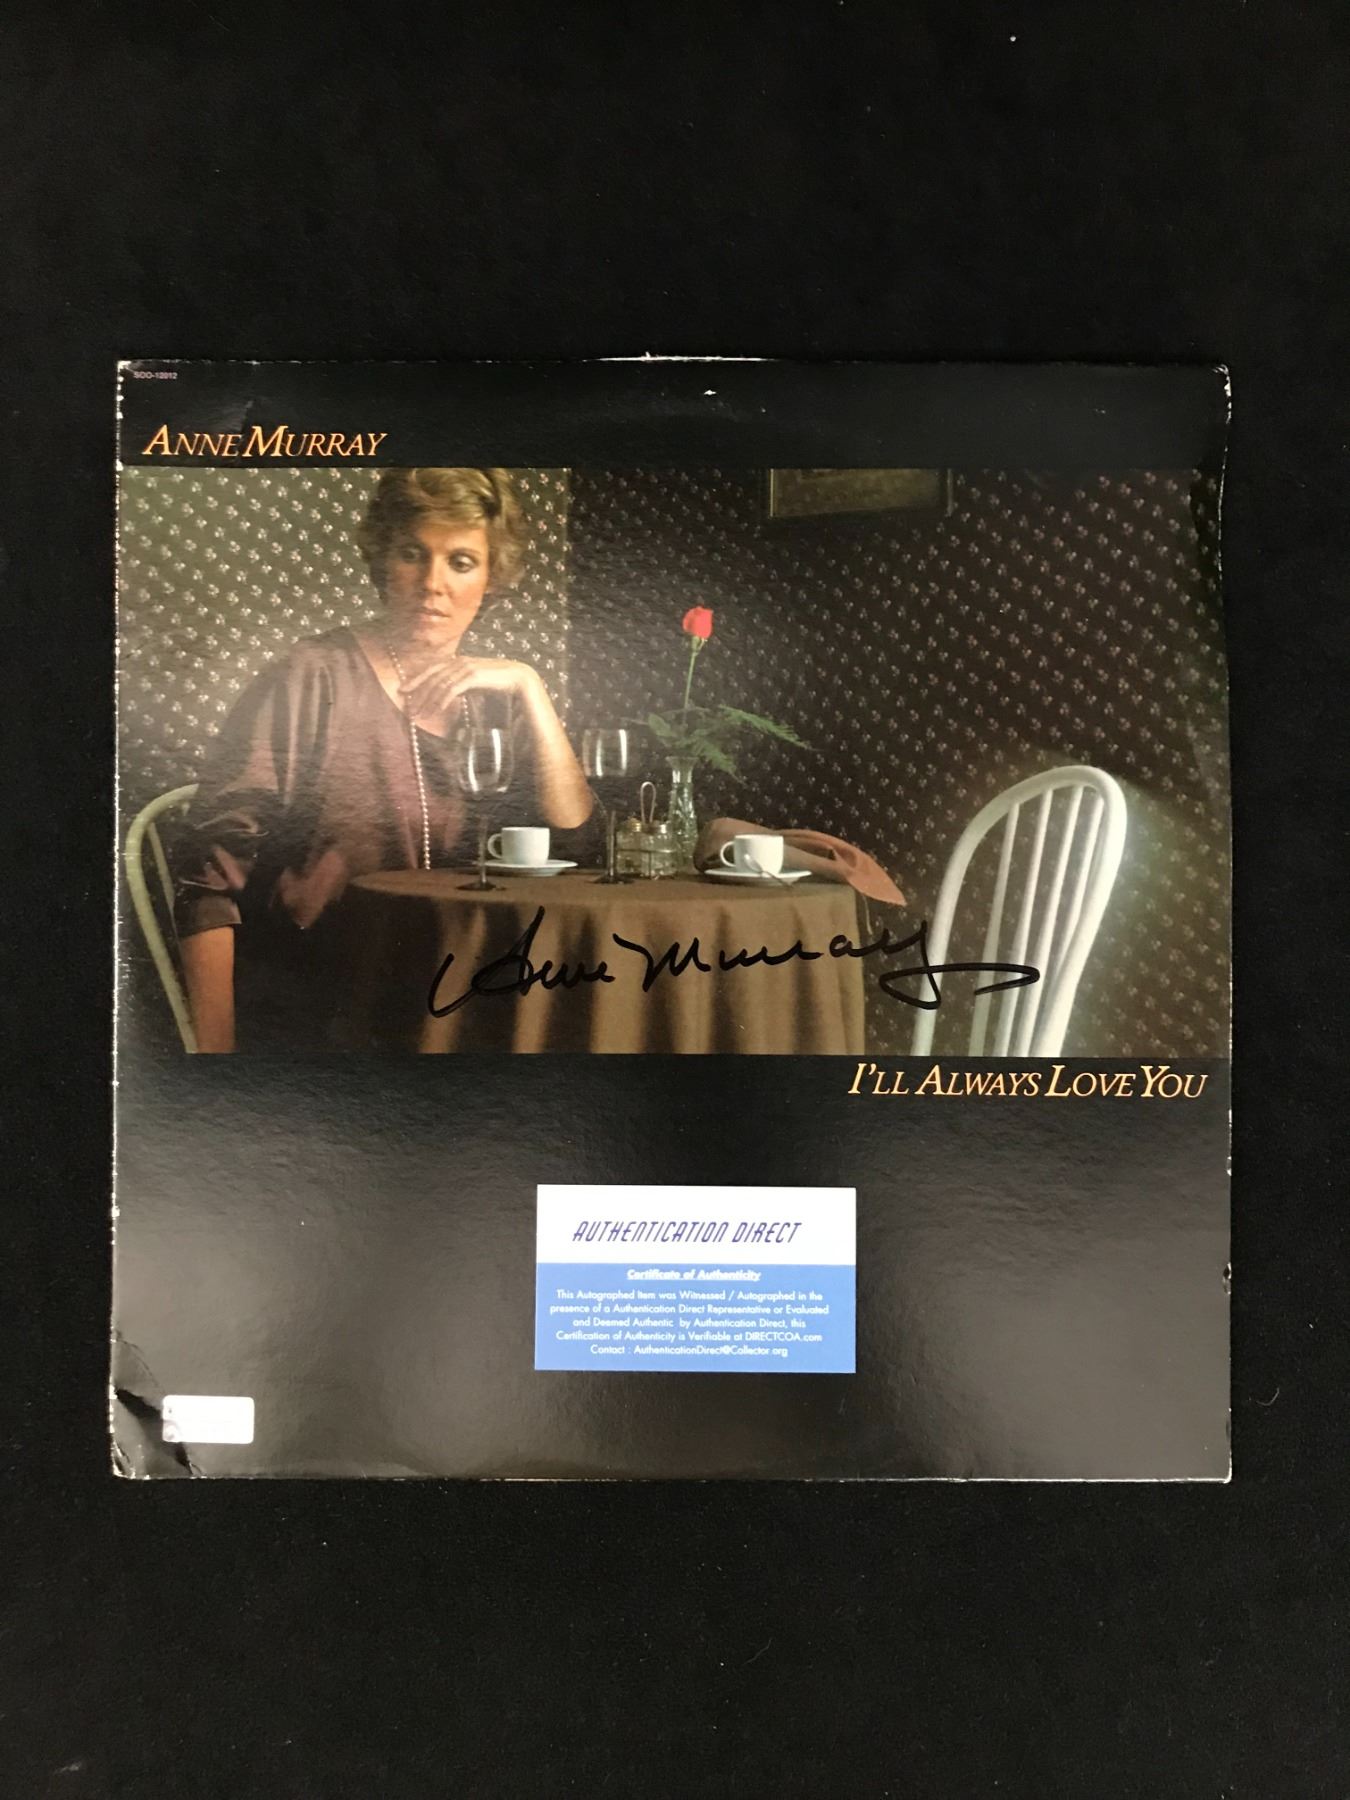 SOO-12012
ANNE MURRAY
Anne Murray
I'LL ALWAYS LOVE YOU
AUTHENTICATION DIRECT
Certificate of Authenticity
This Autographed Item was Witnessed / Autographed in the
presence of a Authentication Direct Representative or Evaluated
and Deemed Authentic by Authentication Direct, this
Certification of Authenticity is Verifiable at DIRECTCOA.com
Contact : AuthenticationDirect@Collector.org